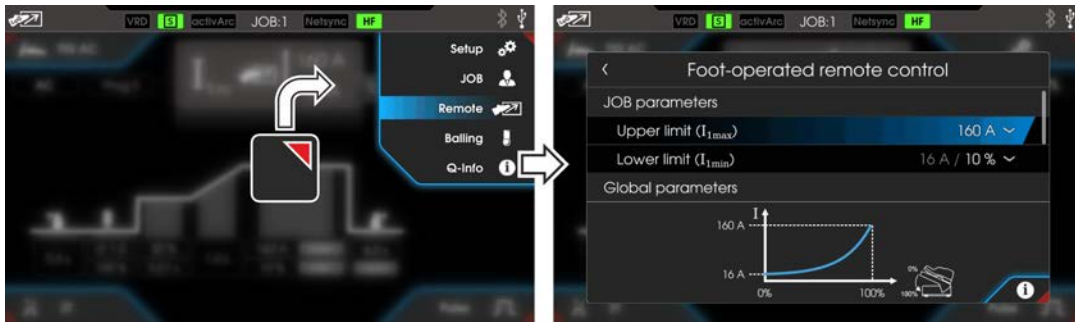 VRD S activArc JOB:1 Netsync HF
Setup
JOB
Remote
Balling
Q-Info
VRD S activArc JOB:1 Netsync HF
Foot-operated remote control
JOB parameters
Upper limit (I1max) 160 A
Lower limit (I1min) 16 A / 10 %
Global parameters
I
160 A
16 A
0%
100%
0%
100%